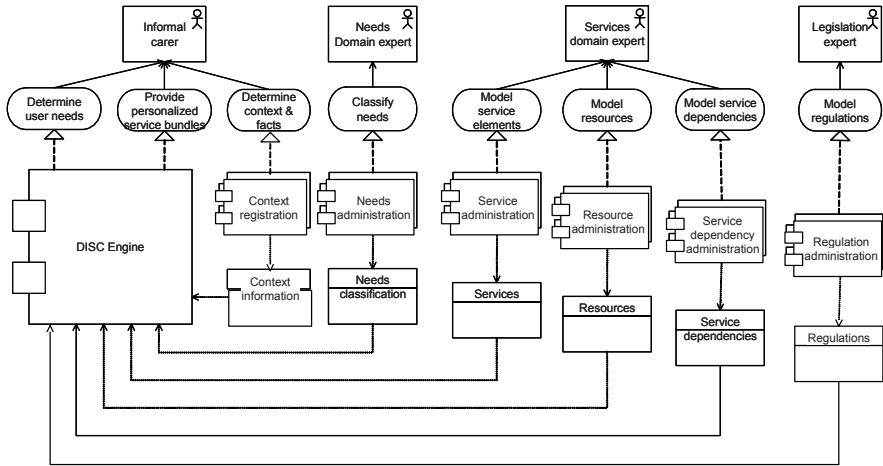 Informal
carer
Needs
Domain expert
Services
domain expert
Legislation
expert
Determine
user needs
Provide
personalized
service bundles
Determine
context &
facts
Classify
needs
Model
service
elements
Model
resources
Model service
dependencies
Model
regulations
DISC Engine
Context
registration
Needs
administration
Service
administration
Resource
administration
Service
dependency
administration
Regulation
administration
Context
information
Needs
classification
Services
Resources
Service
dependencies
Regulations